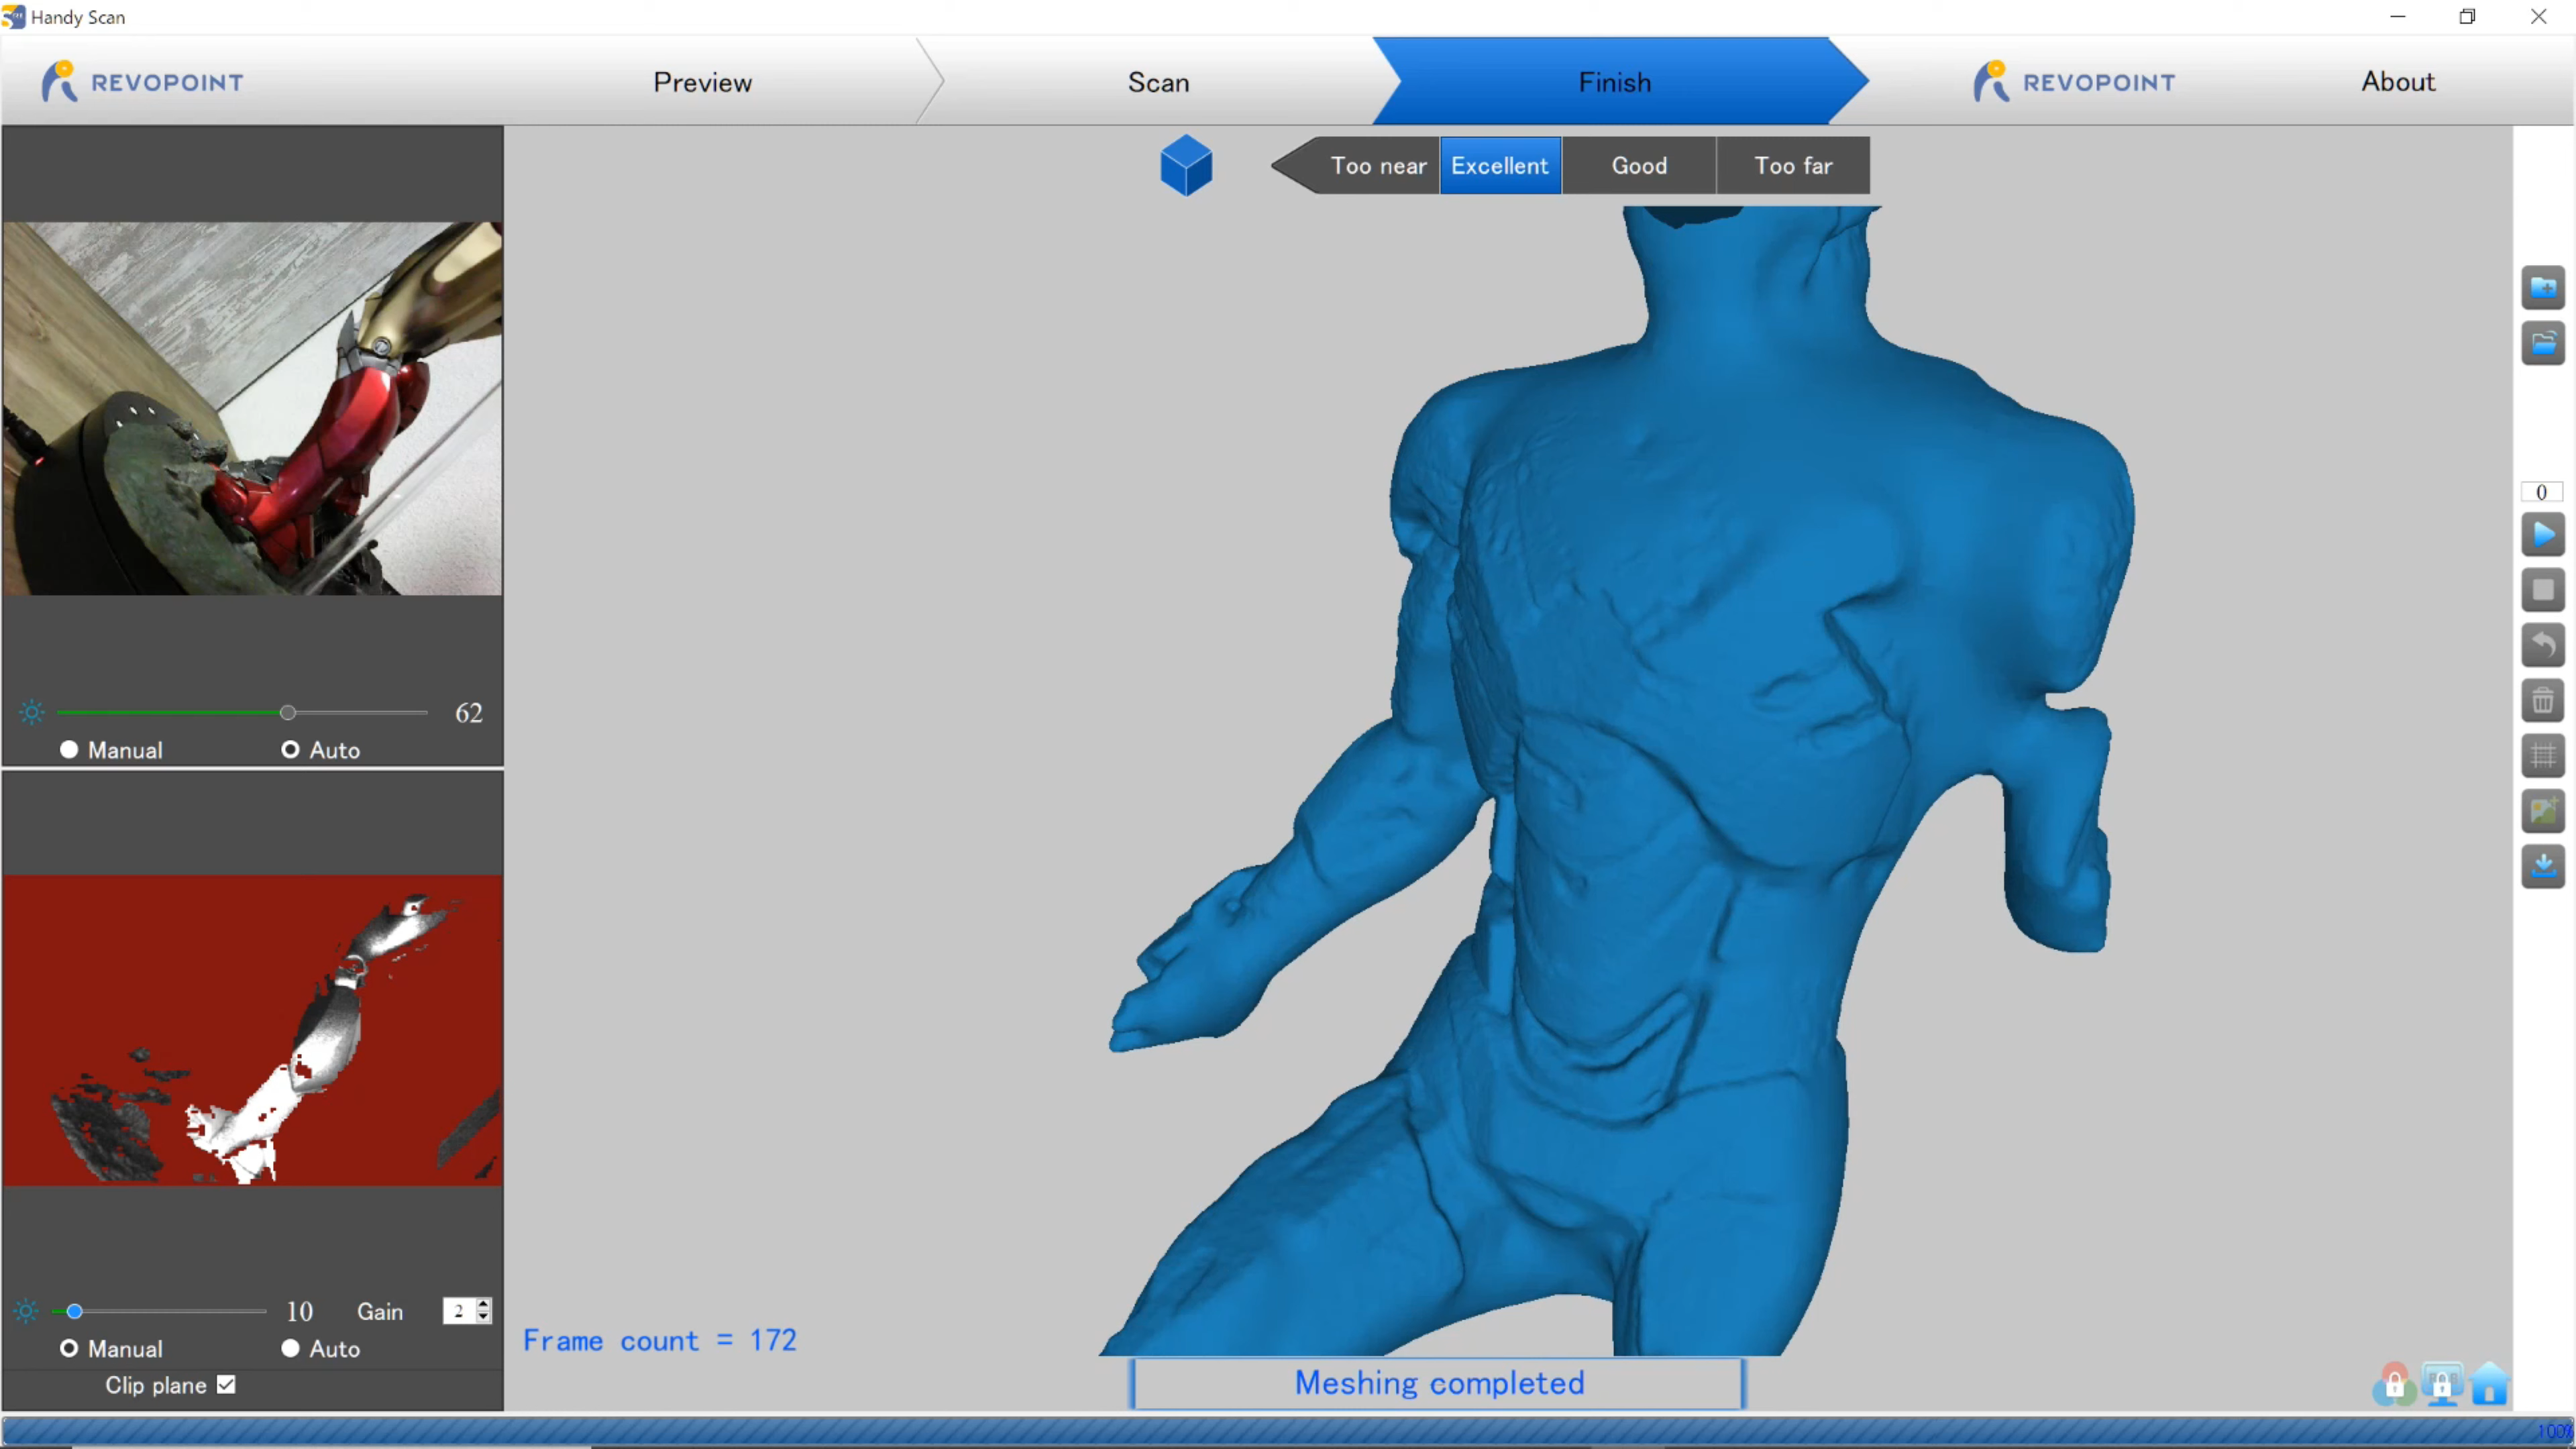 Handy Scan
REVOPOINT
Preview
Scan
Finish
REVOPOINT
About
Too near
Excellent
Good
Too far
62
Manual
Auto
0
10
Gain
2
Manual
Auto
Clip plane
Frame count = 172
Meshing completed
100%